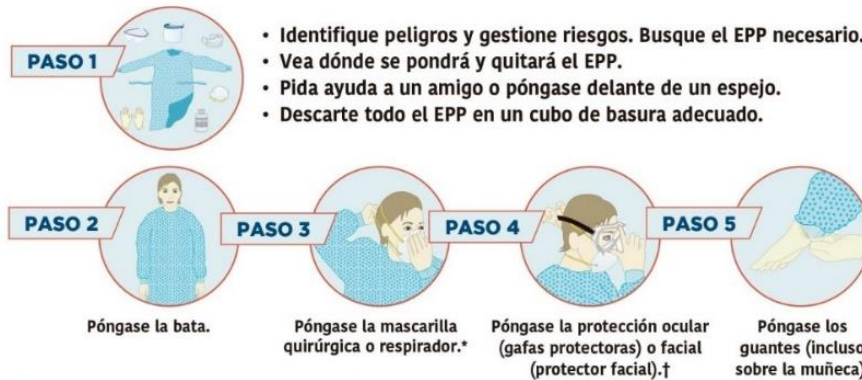 PASO 1
• Identifique peligros y gestione riesgos. Busque el EPP necesario.
• Vea dónde se pondrá y quitará el EPP.
• Pida ayuda a un amigo o póngase delante de un espejo.
• Descarte todo el EPP en un cubo de basura adecuado.
PASO 2
Póngase la bata.
PASO 3
Póngase la mascarilla
quirúrgica o respirador.*
PASO 4
Póngase la protección ocular
(gafas protectoras) o facial
(protector facial).†
PASO 5
Póngase los
guantes (incluso
sobre la muñeca)